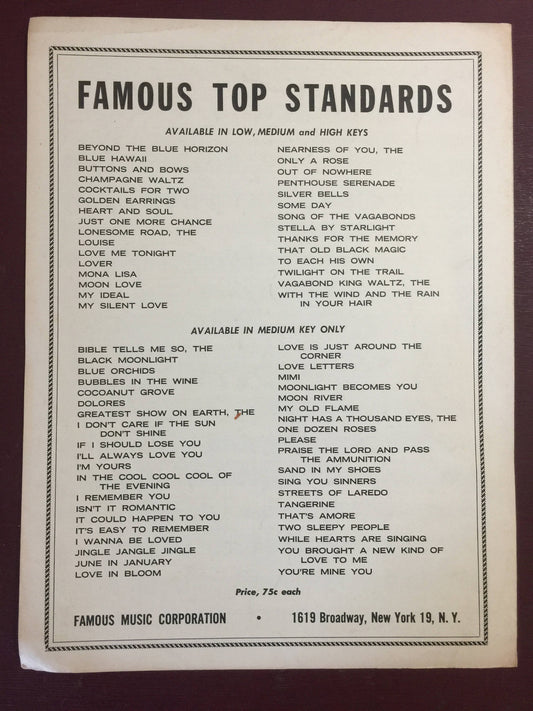 FAMOUS TOP STANDARDS
AVAILABLE IN LOW, MEDIUM and HIGH KEYS
BEYOND THE BLUE HORIZON
BLUE HAWAII
BUTTONS AND BOWS
CHAMPAGNE WALTZ
COCKTAILS FOR TWO
GOLDEN EARRINGS
HEART AND SOUL
JUST ONE MORE CHANCE
LONESOME ROAD, THE
LOUISE
LOVE ME TONIGHT
LOVER
MONA LISA
MOON LOVE
MY IDEAL
MY SILENT LOVE
NEARNESS OF YOU, THE
ONLY A ROSE
OUT OF NOWHERE
PENTHOUSE SERENADE
SILVER BELLS
SOME DAY
SONG OF THE VAGABONDS
STELLA BY STARLIGHT
THANKS FOR THE MEMORY
THAT OLD BLACK MAGIC
TO EACH HIS OWN
TWILIGHT ON THE TRAIL
VAGABOND KING WALTZ, THE
WITH THE WIND AND THE RAIN
IN YOUR HAIR
AVAILABLE IN MEDIUM KEY ONLY
BIBLE TELLS ME SO, THE
BLACK MOONLIGHT
BLUE ORCHIDS
BUBBLES IN THE WINE
COCOANUT GROVE
DOLORES
GREATEST SHOW ON EARTH, THE
I DON'T CARE IF THE SUN
DON'T SHINE
IF I SHOULD LOSE YOU
I'LL ALWAYS LOVE YOU
I'M YOURS
IN THE COOL COOL COOL OF
THE EVENING
I REMEMBER YOU
ISN'T IT ROMANTIC
IT COULD HAPPEN TO YOU
IT'S EASY TO REMEMBER
I WANNA BE LOVED
JINGLE JANGLE JINGLE
JUNE IN JANUARY
LOVE IN BLOOM
LOVE IS JUST AROUND THE
CORNER
LOVE LETTERS
MIMI
MOONLIGHT BECOMES YOU
MOON RIVER
MY OLD FLAME
NIGHT HAS A THOUSAND EYES, THE
ONE DOZEN ROSES
PLEASE
PRAISE THE LORD AND PASS
THE AMMUNITION
SAND IN MY SHOES
SING YOU SINNERS
STREETS OF LAREDO
TANGERINE
THAT'S AMORE
TWO SLEEPY PEOPLE
WHILE HEARTS ARE SINGING
YOU BROUGHT A NEW KIND OF
LOVE TO ME
YOU'RE MINE YOU
Price, 75c each
FAMOUS MUSIC CORPORATION • 1619 Broadway, New York 19, N. Y.